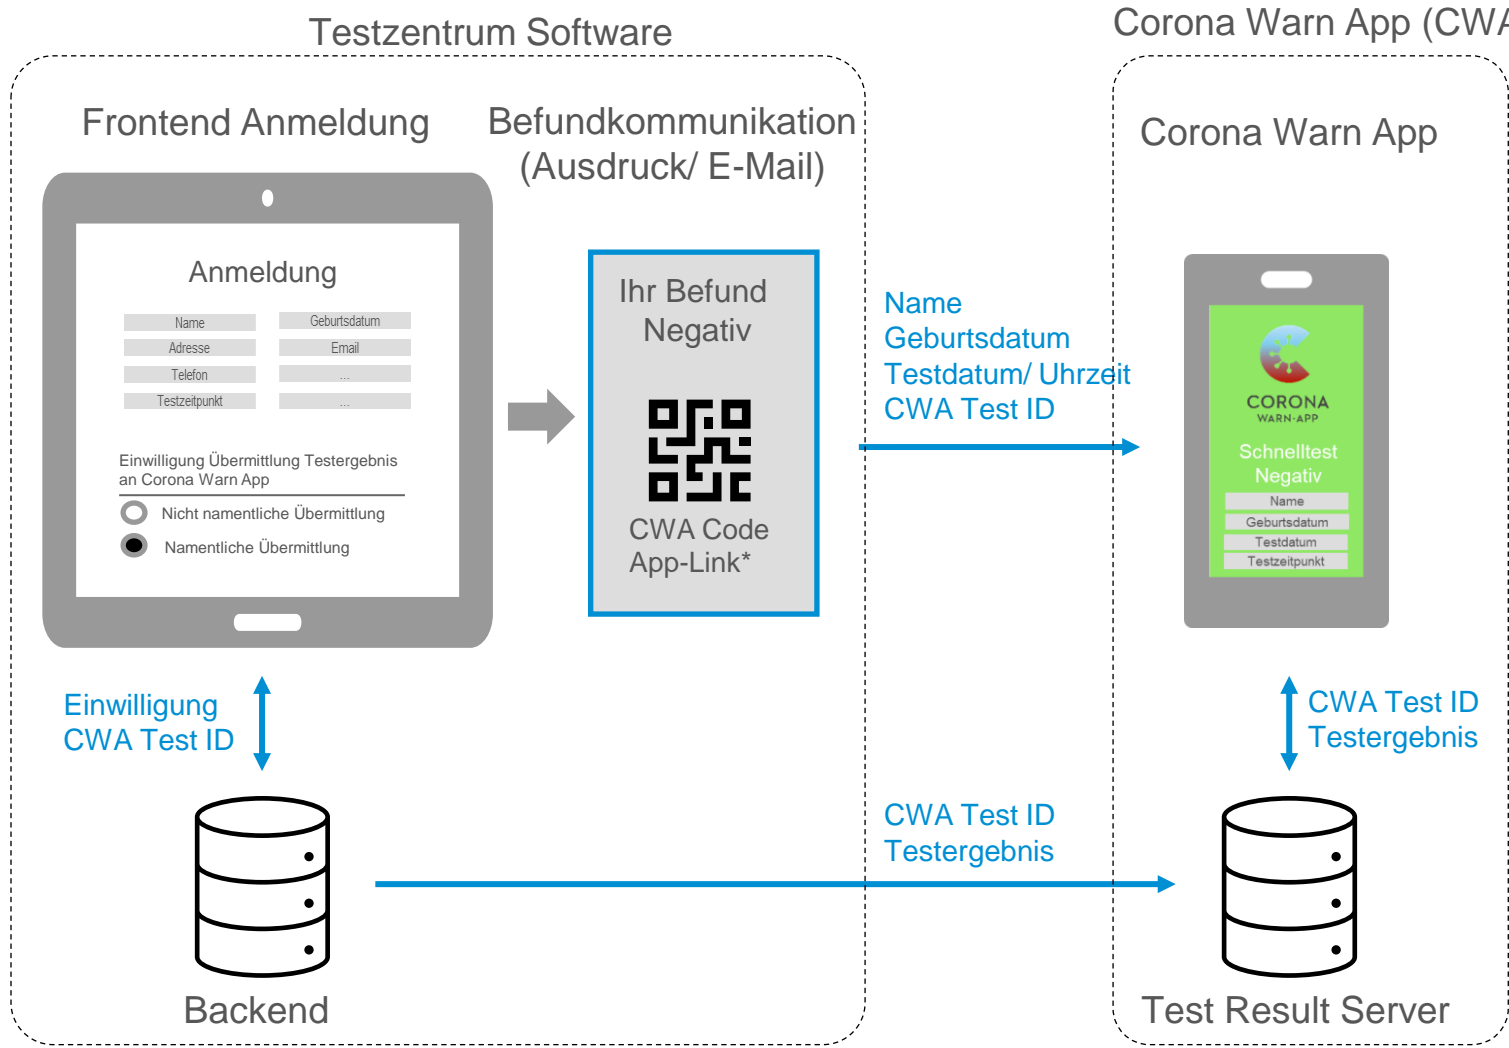 Testzentrum Software
Corona Warn App (CWA
Frontend Anmeldung
Befundkommunikation
(Ausdruck/ E-Mail)
Corona Warn App
Anmeldung
Name
Geburtsdatum
Adresse
Email
Telefon
...
Testzeitpunkt
...
Einwilligung Übermittlung Testergebnis
an Corona Warn App
Nicht namentliche Übermittlung
Namentliche Übermittlung
Ihr Befund
Negativ
CWA Code
App-Link*
Name
Geburtsdatum
Testdatum/ Uhrzeit
CWA Test ID
CORONA
WARN-APP
Schnelltest
Negativ
Name
Geburtsdatum
Testdatum
Testzeitpunkt
Einwilligung
CWA Test ID
CWA Test ID
Testergebnis
CWA Test ID
Testergebnis
Backend
Test Result Server